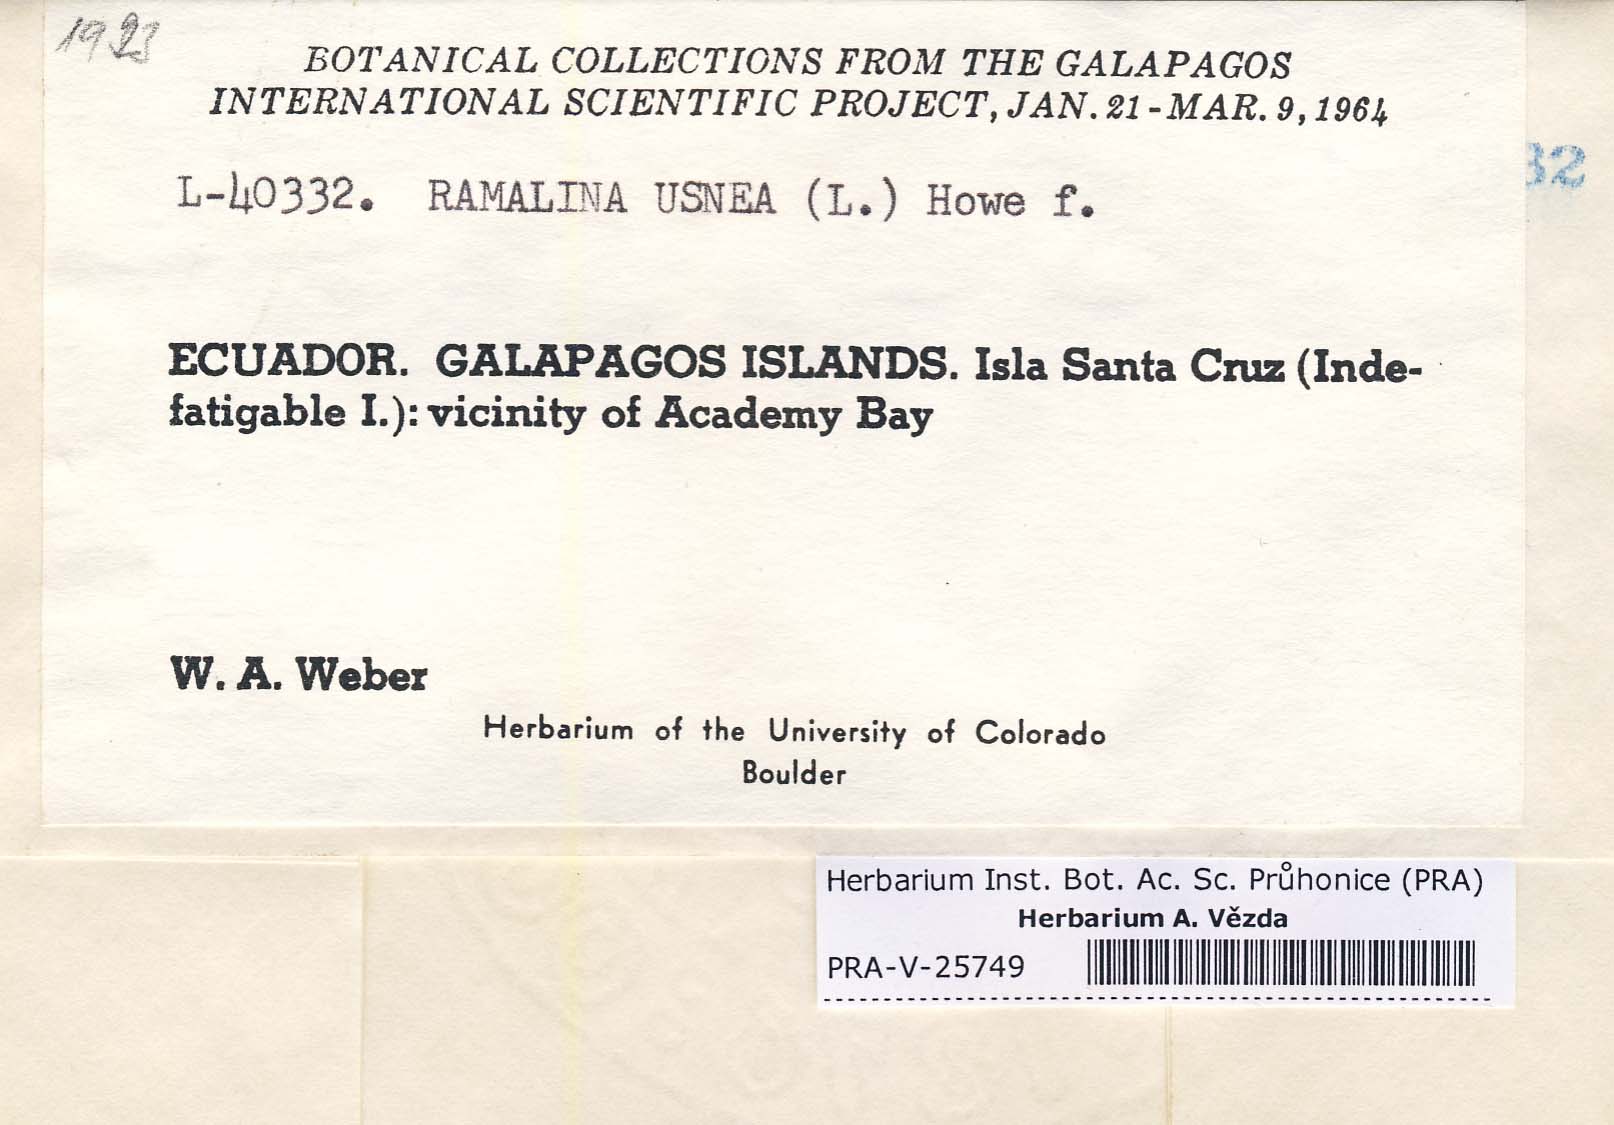 BOTANICAL COLLECTIONS FROM THE GALAPAGOS
INTERNATIONAL SCIENTIFIC PROJECT, JAN. 21 - MAR. 9, 1964
32
L-40332. RAMALINA USNEA (L.) Howe f.
ECUADOR. GALAPAGOS ISLANDS. Isla Santa Cruz (Inde-
fatigable I.): vicinity of Academy Bay
W. A. Weber
Herbarium of the University of Colorado
Boulder
Herbarium Inst. Bot. Ac. Sc. Průhonice (PRA)
Herbarium A. Vězda
PRA-V-25749